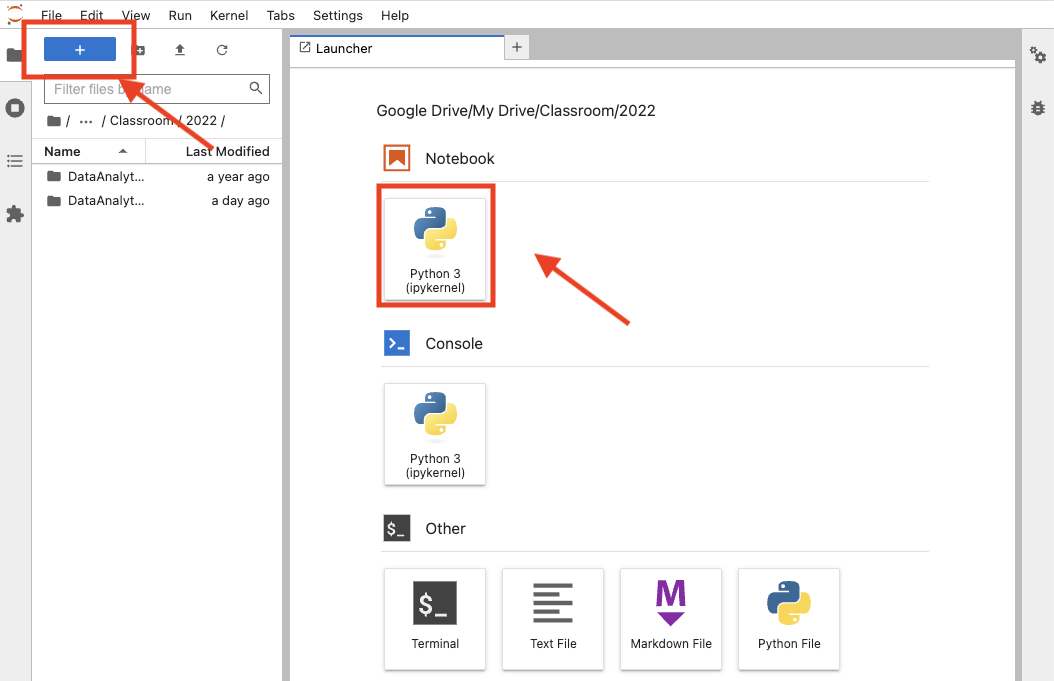 File Edit View Run Kernel Tabs Settings Help
+
Launcher
+
Filter files by name
/ ··· / Classroom / 2022 /
Name Last Modified
DataAnalyt... a year ago
DataAnalyt... a day ago
Google Drive/My Drive/Classroom/2022
Notebook
Python 3
(ipykernel)
>_ Console
Python 3
(ipykernel)
$_ Other
$_
Terminal
Text File
M
Markdown File
Python File